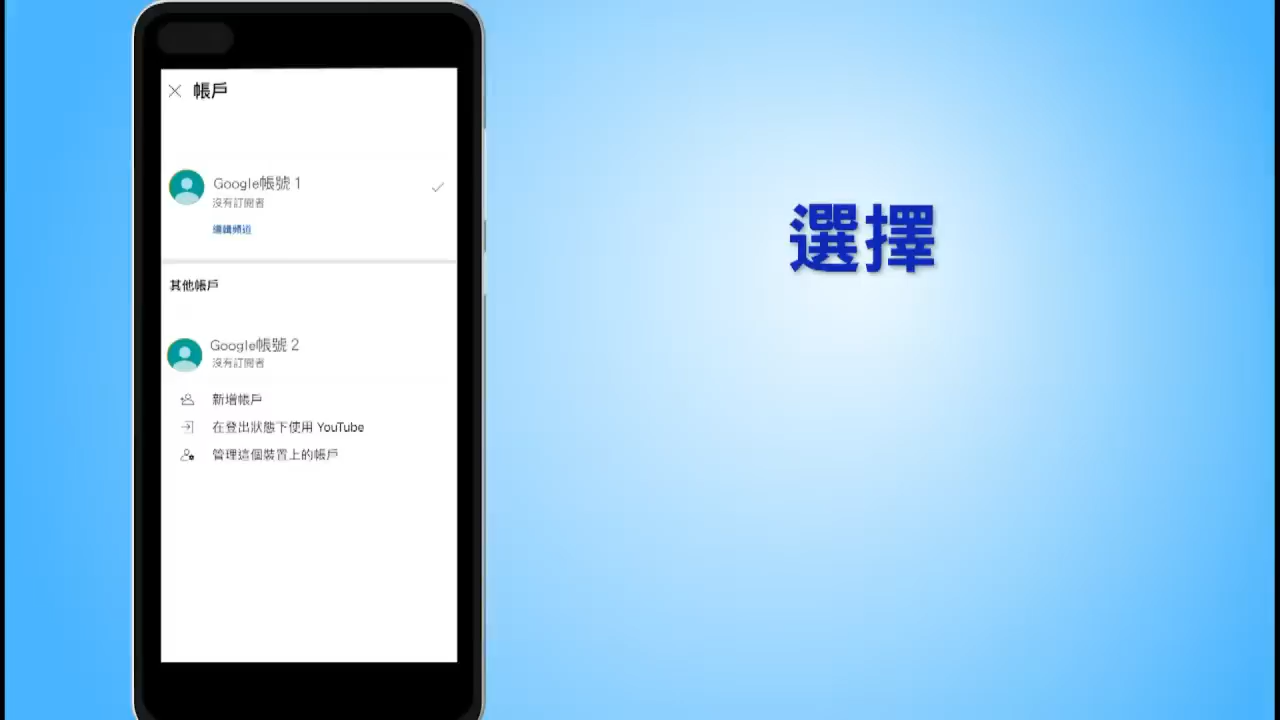 帳戶
Google帳號 1
沒有訂閱者
編輯頻道
其他帳戶
Google帳號 2
沒有訂閱者
新增帳戶
在登出狀態下使用 YouTube
管理這個裝置上的帳戶
選擇